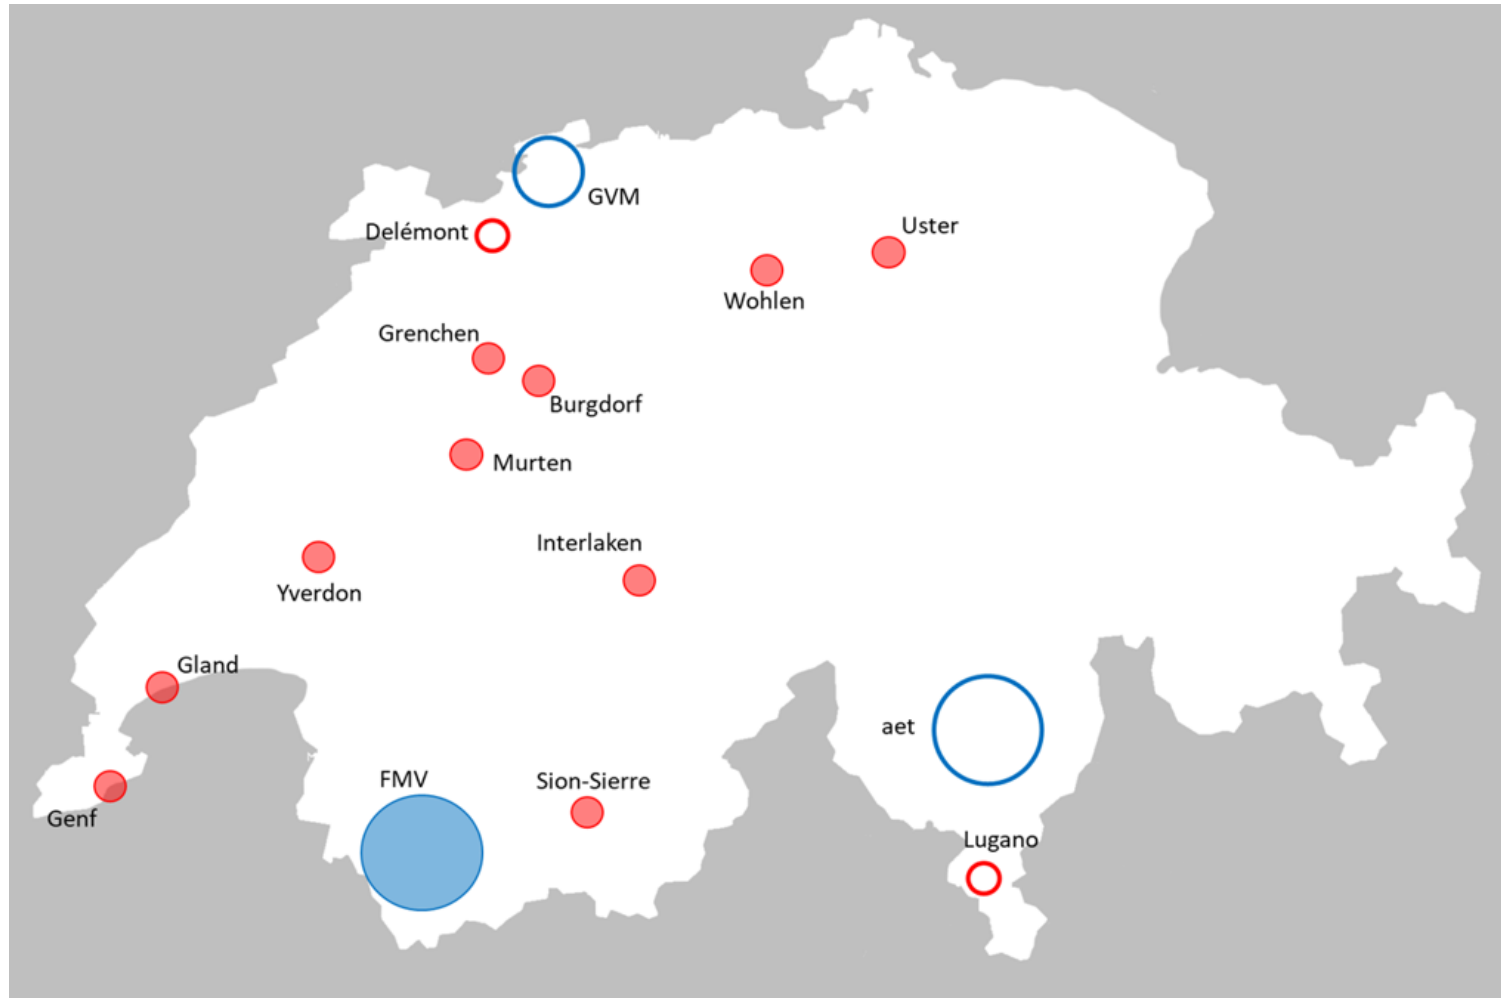 GVM
Delémont
Uster
Wohlen
Grenchen
Burgdorf
Murten
Interlaken
Yverdon
Gland
aet
FMV
Sion-Sierre
Genf
Lugano